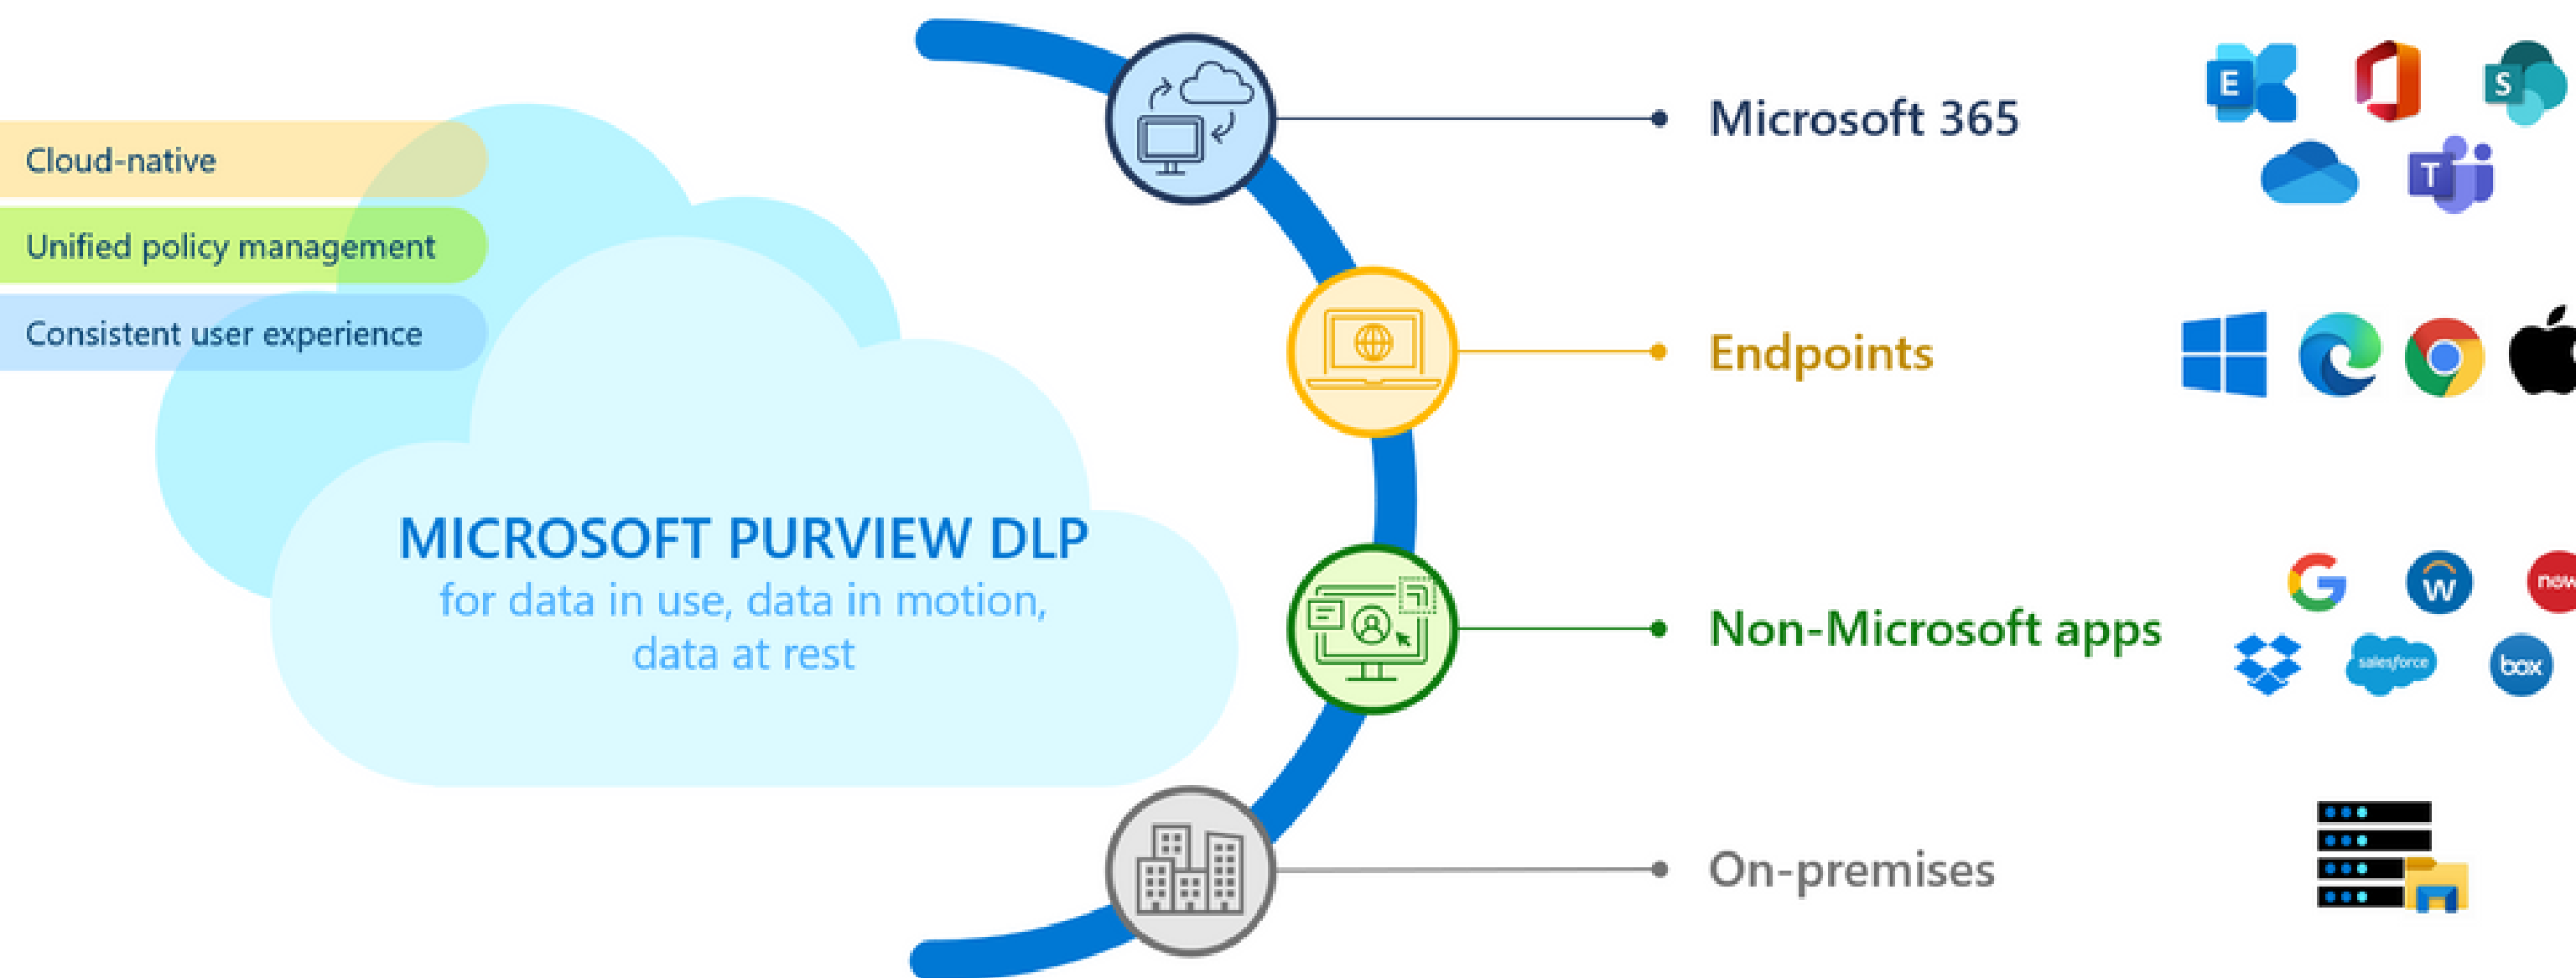 Cloud-native
Unified policy management
Consistent user experience
MICROSOFT PURVIEW DLP
for data in use, data in motion,
data at rest
Microsoft 365
E
S
T
Endpoints
Non-Microsoft apps
G
W
now
salesforce
box
On-premises